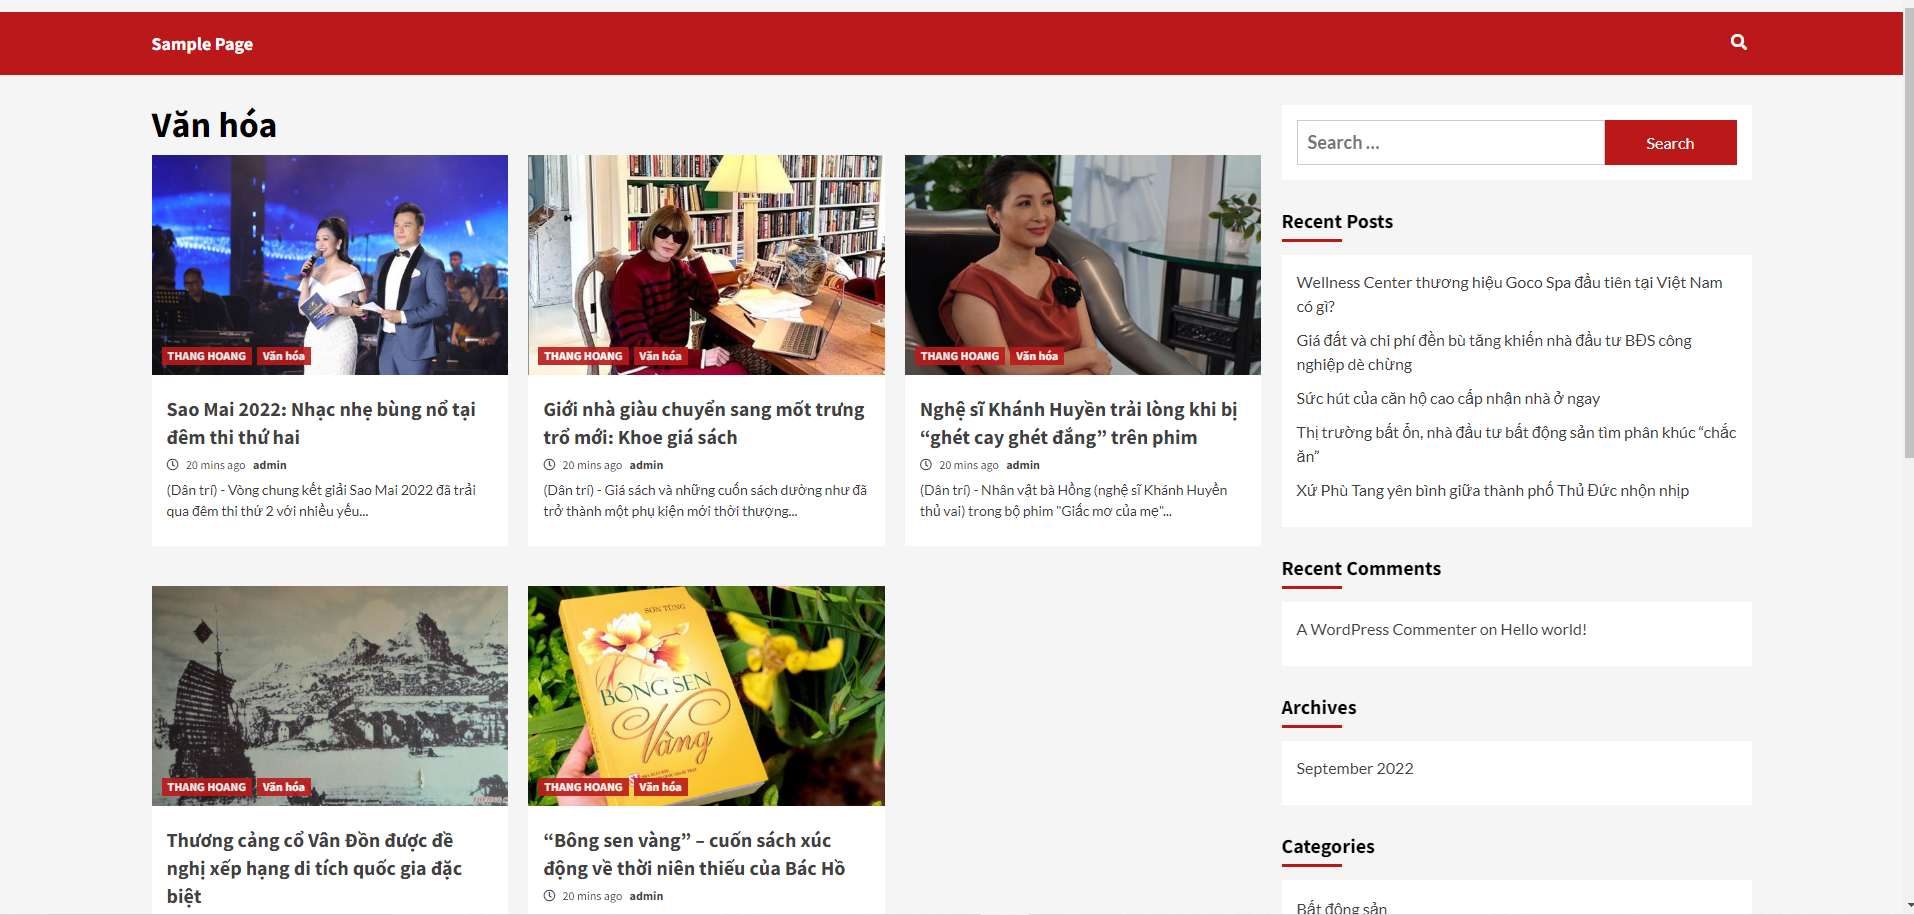 Sample Page
Văn hóa
THANG HOANG Văn hóa
Sao Mai 2022: Nhạc nhẹ bùng nổ tại
đêm thi thứ hai
20 mins ago admin
(Dân trí) - Vòng chung kết giải Sao Mai 2022 đã trải
qua đêm thi thứ 2 với nhiều yếu...
THANG HOANG Văn hóa
Giới nhà giàu chuyển sang mốt trưng
trổ mới: Khoe giá sách
20 mins ago admin
(Dân trí) - Giá sách và những cuốn sách dường như đã
trở thành một phụ kiện mới thời thượng...
THANG HOANG Văn hóa
Nghệ sĩ Khánh Huyền trải lòng khi bị
“ghét cay ghét đắng” trên phim
20 mins ago admin
(Dân trí) - Nhân vật bà Hồng (nghệ sĩ Khánh Huyền
thủ vai) trong bộ phim "Giấc mơ của mẹ"...
THANG HOANG Văn hóa
Thương cảng cổ Vân Đồn được đề
nghị xếp hạng di tích quốc gia đặc
biệt
SƠN TÙNG
BÔNG SEN
Vàng
THANG HOANG Văn hóa
“Bông sen vàng” – cuốn sách xúc
động về thời niên thiếu của Bác Hồ
20 mins ago admin
Search ...
Search
Recent Posts
Wellness Center thương hiệu Goco Spa đầu tiên tại Việt Nam
có gì?
Giá đất và chi phí đền bù tăng khiến nhà đầu tư BĐS công
nghiệp dè chừng
Sức hút của căn hộ cao cấp nhận nhà ở ngay
Thị trường bất ổn, nhà đầu tư bất động sản tìm phân khúc “chắc
ăn”
Xứ Phù Tang yên bình giữa thành phố Thủ Đức nhộn nhịp
Recent Comments
A WordPress Commenter on Hello world!
Archives
September 2022
Categories
Bất động sản